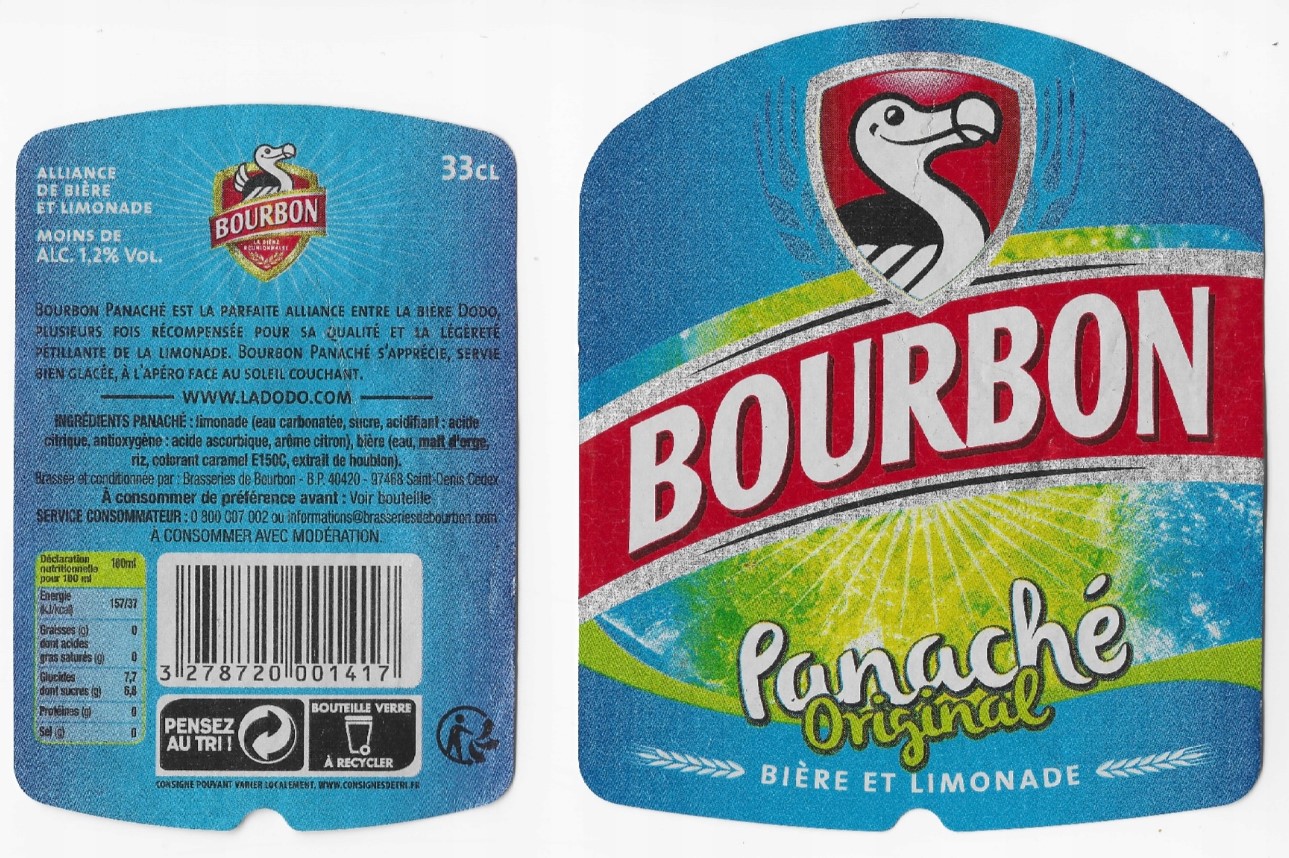 ALLIANCE
DE BIÈRE
ET LIMONADE
MOINS DE
ALC. 1,2% VOL.
BOURBON
LA BIÈRE
RÉUNIONNAISE
33CL
BOURBON PANACHÉ EST LA PARFAITE ALLIANCE ENTRE LA BIÈRE DODO,
PLUSIEURS FOIS RÉCOMPENSÉE POUR SA QUALITÉ ET LA LÉGÈRETÉ
PÉTILLANTE DE LA LIMONADE. BOURBON PANACHÉ S'APPRÉCIE, SERVIE
BIEN GLACÉE, À L'APÉRO FACE AU SOLEIL COUCHANT.
WWW.LADODO.COM
INGRÉDIENTS PANACHÉ : limonade (eau carbonatée, sucre, acidifiant : acide
citrique, antioxygène : acide ascorbique, arôme citron), bière (eau, malt d'orge,
riz, colorant caramel E150C, extrait de houblon).
Brassée et conditionnée par : Brasseries de Bourbon - B.P. 40420 - 97468 Saint-Denis Cedex
À consommer de préférence avant : Voir bouteille
SERVICE CONSOMMATEUR : 0 800 007 002 ou informations@brasseriesdebourbon.com
A CONSOMMER AVEC MODÉRATION.
Déclaration
nutritionnelle
pour 100 ml
100ml
Energie
(kJ/kcal) 157/37
Graisses (g) 0
dont acides
gras saturés (g) 0
Glucides 7,7
dont sucres (g) 6,8
Protéines (g) 0
Sel (g) 0
3 278720 001417
PENSEZ
AU TRI !
BOUTEILLE VERRE
À RECYCLER
CONSIGNE POUVANT VARIER LOCALEMENT, WWW.CONSIGNESDETRI.FR
BOURBON
Panaché
Original
BIÈRE ET LIMONADE